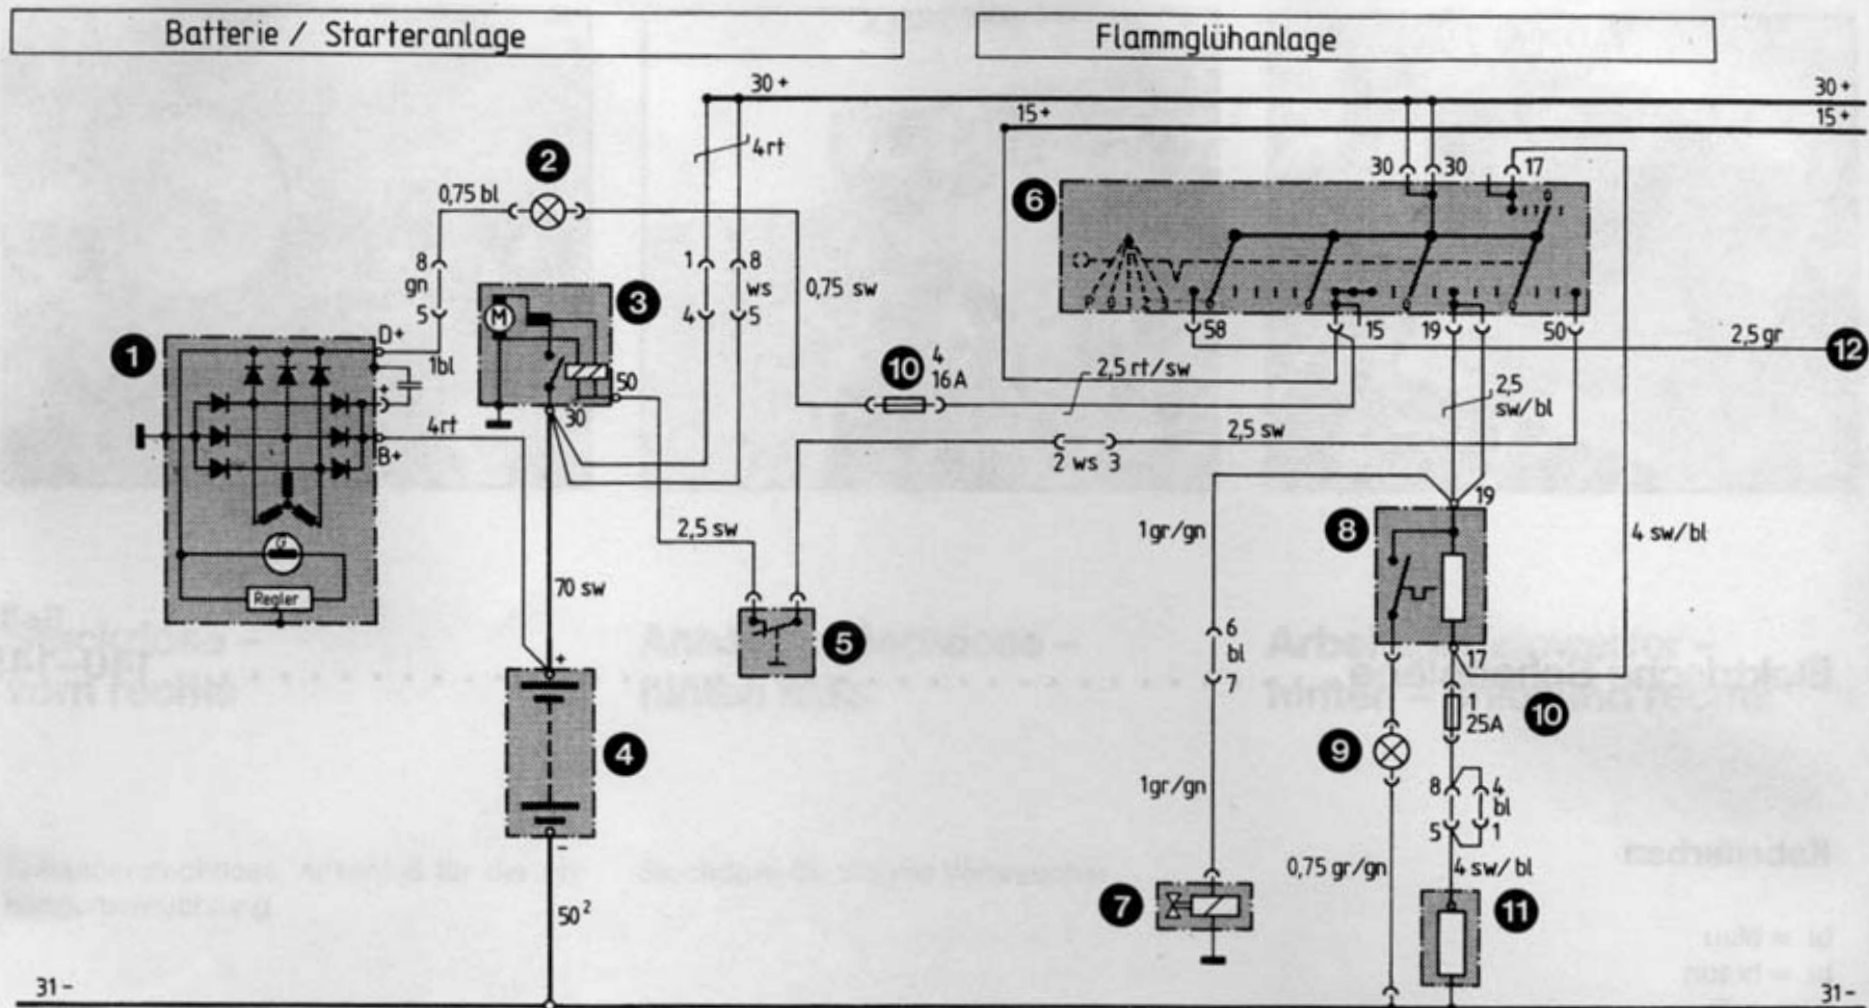 Batterie / Starteranlage
Flammglühanlage
30+
30+
15+
15+
4rt
2
0,75 bl
30
30
17
6
8
gn
5
1
8
ws
4
5
0,75 sw
3
M
50
30
1
D+
1bl
+
4rt
B+
G
Regler
58
15
19
50
2,5 gr
12
10
4
16A
2,5 rt/sw
2,5
sw/bl
2,5 sw
2 ws 3
19
2,5 sw
1gr/gn
8
4 sw/bl
70 sw
5
6
bl
7
17
+
4
-
10
1
25A
9
8
4
bl
5
1
1gr/gn
0,75 gr/gn
4 sw/bl
7
11
50²
31-
31-